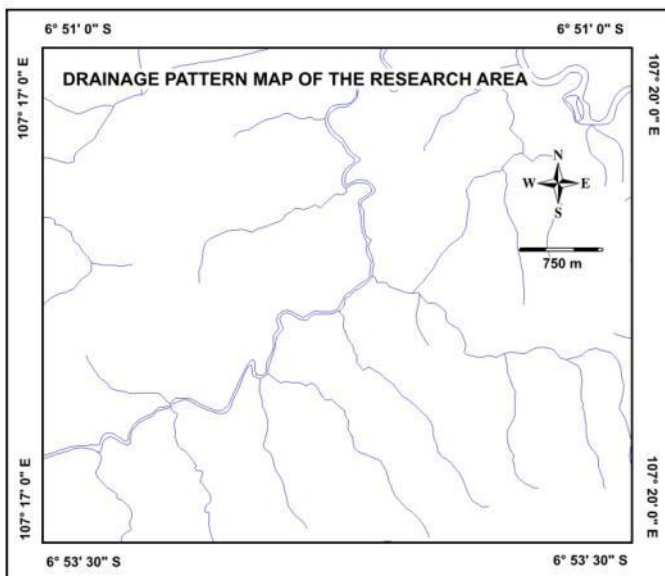 6° 51' 0" S
6° 51' 0" S
107° 17' 0" E
107° 20' 0" E
DRAINAGE PATTERN MAP OF THE RESEARCH AREA
N
W
E
S
750 m
107° 17' 0" E
107° 20' 0" E
6° 53' 30" S
6° 53' 30" S